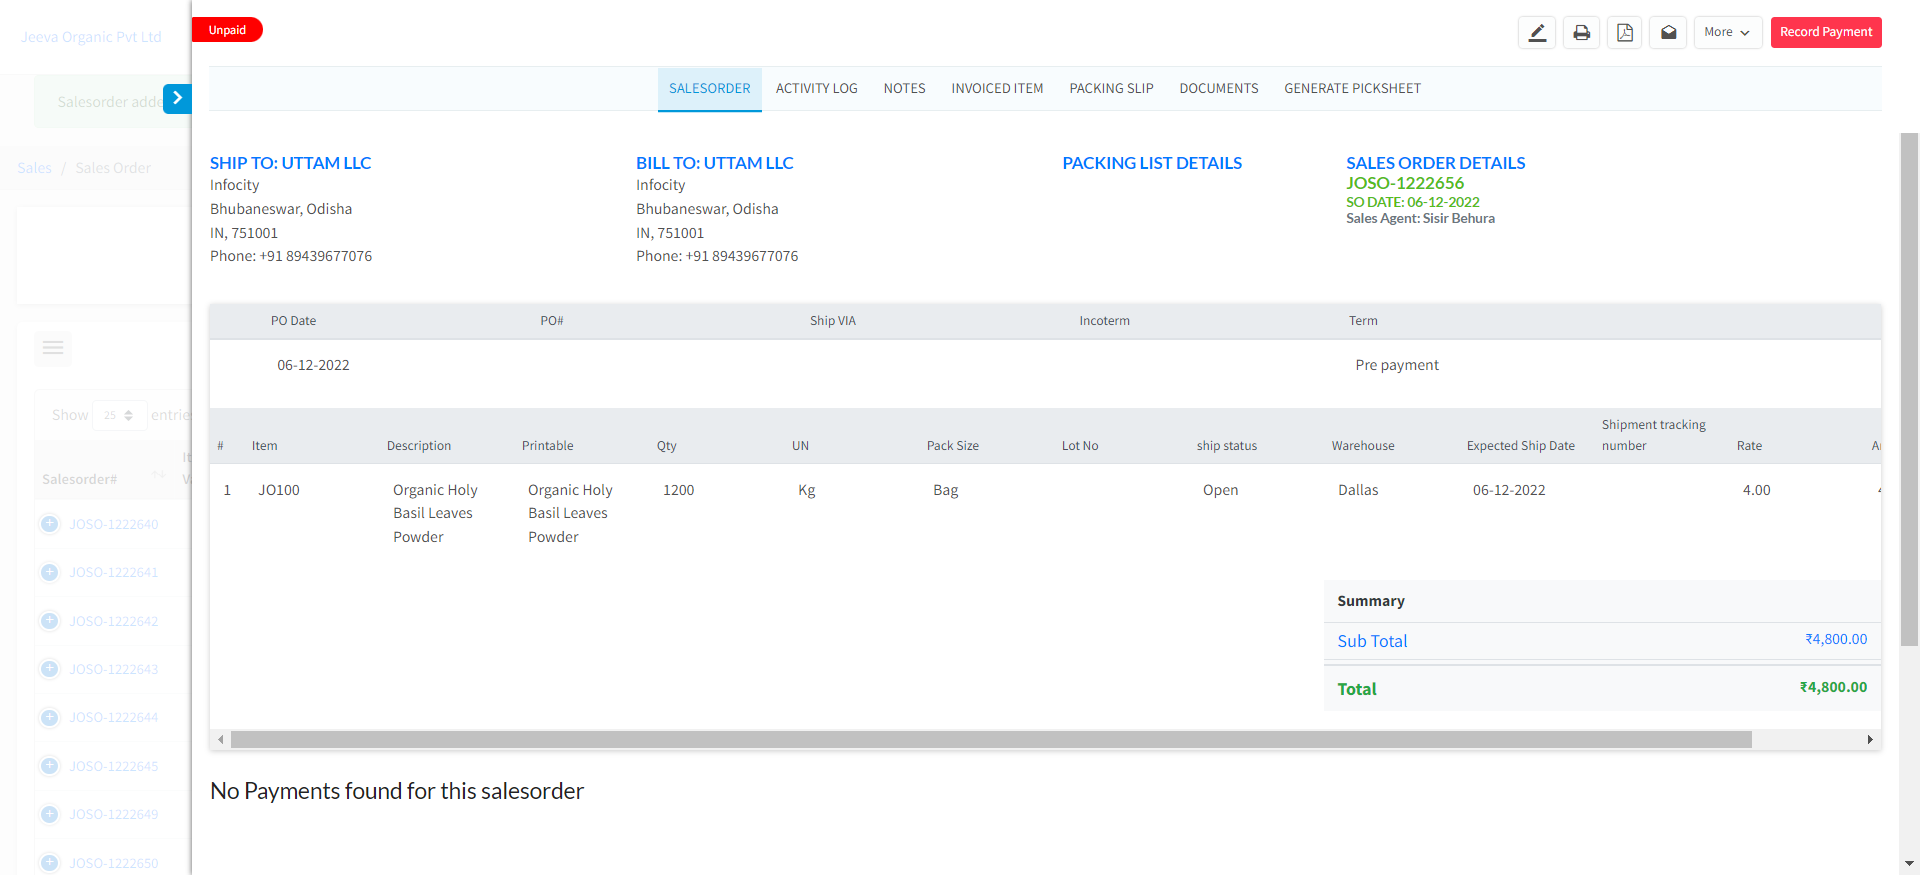 Jeeva Organic Pvt Ltd
Unpaid
More
Record Payment
Salesorder adde
SALESORDER ACTIVITY LOG NOTES INVOICED ITEM PACKING SLIP DOCUMENTS GENERATE PICKSHEET
Sales / Sales Order
SHIP TO: UTTAM LLC
Infocity
Bhubaneswar, Odisha
IN, 751001
Phone: +91 89439677076
BILL TO: UTTAM LLC
Infocity
Bhubaneswar, Odisha
IN, 751001
Phone: +91 89439677076
PACKING LIST DETAILS
SALES ORDER DETAILS
JOSO-1222656
SO DATE: 06-12-2022
Sales Agent: Sisir Behura
PO Date PO# Ship VIA Incoterm Term
06-12-2022 Pre payment
Show 25 entries
# Item Description Printable Qty UN Pack Size Lot No ship status Warehouse Expected Ship Date Shipment tracking number Rate
1 JO100 Organic Holy Basil Leaves Powder Organic Holy Basil Leaves Powder 1200 Kg Bag Open Dallas 06-12-2022 4.00
Salesorder#
JOSO-1222640
JOSO-1222641
JOSO-1222642
JOSO-1222643
JOSO-1222644
JOSO-1222645
JOSO-1222649
JOSO-1222650
Summary
Sub Total ₹4,800.00
Total ₹4,800.00
No Payments found for this salesorder